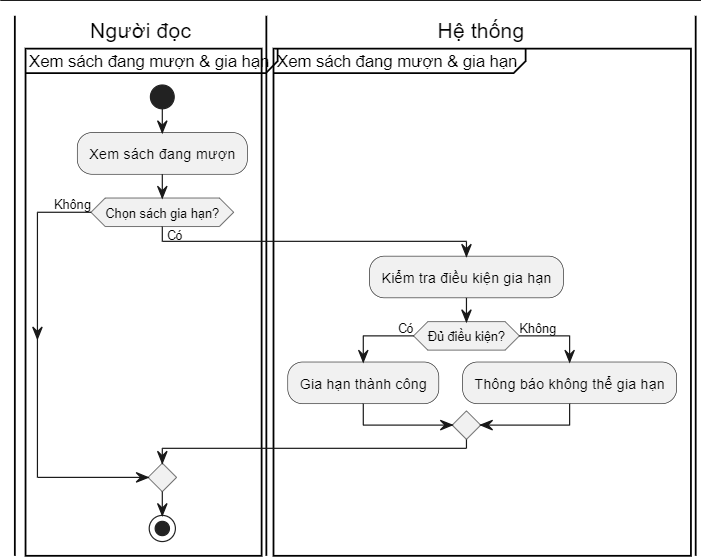 Người đọc
Hệ thống
Xem sách đang mượn & gia hạn
Xem sách đang mượn & gia hạn
Xem sách đang mượn
Chọn sách gia hạn?
Không
Có
Kiểm tra điều kiện gia hạn
Đủ điều kiện?
Có
Không
Gia hạn thành công
Thông báo không thể gia hạn